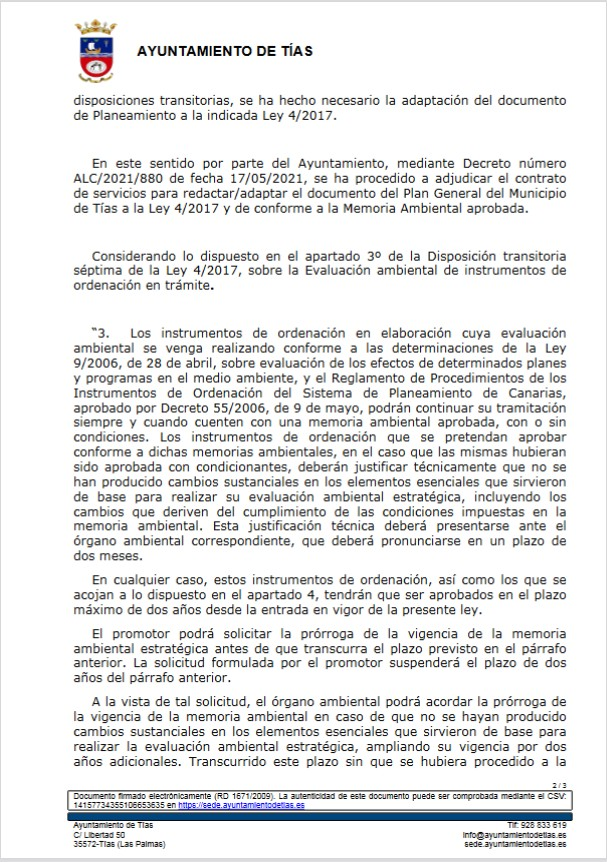 AYUNTAMIENTO DE TÍAS
disposiciones transitorias, se ha hecho necesario la adaptación del documento
de Planeamiento a la indicada Ley 4/2017.
En este sentido por parte del Ayuntamiento, mediante Decreto número
ALC/2021/880 de fecha 17/05/2021, se ha procedido a adjudicar el contrato
de servicios para redactar/adaptar el documento del Plan General del Municipio
de Tías a la Ley 4/2017 y de conforme a la Memoria Ambiental aprobada.
Considerando lo dispuesto en el apartado 3º de la Disposición transitoria
séptima de la Ley 4/2017, sobre la Evaluación ambiental de instrumentos de
ordenación en trámite.
"3. Los instrumentos de ordenación en elaboración cuya evaluación
ambiental se venga realizando conforme a las determinaciones de la Ley
9/2006, de 28 de abril, sobre evaluación de los efectos de determinados planes
y programas en el medio ambiente, y el Reglamento de Procedimientos de los
Instrumentos de Ordenación del Sistema de Planeamiento de Canarias,
aprobado por Decreto 55/2006, de 9 de mayo, podrán continuar su tramitación
siempre y cuando cuenten con una memoria ambiental aprobada, con o sin
condiciones. Los instrumentos de ordenación que se pretendan aprobar
conforme a dichas memorias ambientales, en el caso que las mismas hubieran
sido aprobada con condicionantes, deberán justificar técnicamente que no se
han producido cambios sustanciales en los elementos esenciales que sirvieron
de base para realizar su evaluación ambiental estratégica, incluyendo los
cambios que deriven del cumplimiento de las condiciones impuestas en la
memoria ambiental. Esta justificación técnica deberá presentarse ante el
órgano ambiental correspondiente, que deberá pronunciarse en un plazo de
dos meses.
En cualquier caso, estos instrumentos de ordenación, así como los que se
acojan a lo dispuesto en el apartado 4, tendrán que ser aprobados en el plazo
máximo de dos años desde la entrada en vigor de la presente ley.
El promotor podrá solicitar la prórroga de la vigencia de la memoria
ambiental estratégica antes de que transcurra el plazo previsto en el párrafo
anterior. La solicitud formulada por el promotor suspenderá el plazo de dos
años del párrafo anterior.
A la vista de tal solicitud, el órgano ambiental podrá acordar la prórroga de
la vigencia de la memoria ambiental en caso de que no se hayan producido
cambios sustanciales en los elementos esenciales que sirvieron de base para
realizar la evaluación ambiental estratégica, ampliando su vigencia por dos
años adicionales. Transcurrido este plazo sin que se hubiera procedido a la
2 / 3
Documento firmado electrónicamente (RD 1671/2009). La autenticidad de este documento puede ser comprobada mediante el CSV:
14157734355106653635 en https://sede.ayuntamientodetias.es
Ayuntamiento de Tías
C/ Libertad 50
35572-Tías (Las Palmas)
Tlf: 928 833 619
info@ayuntamientodetias.es
sede.ayuntamientodetias.es